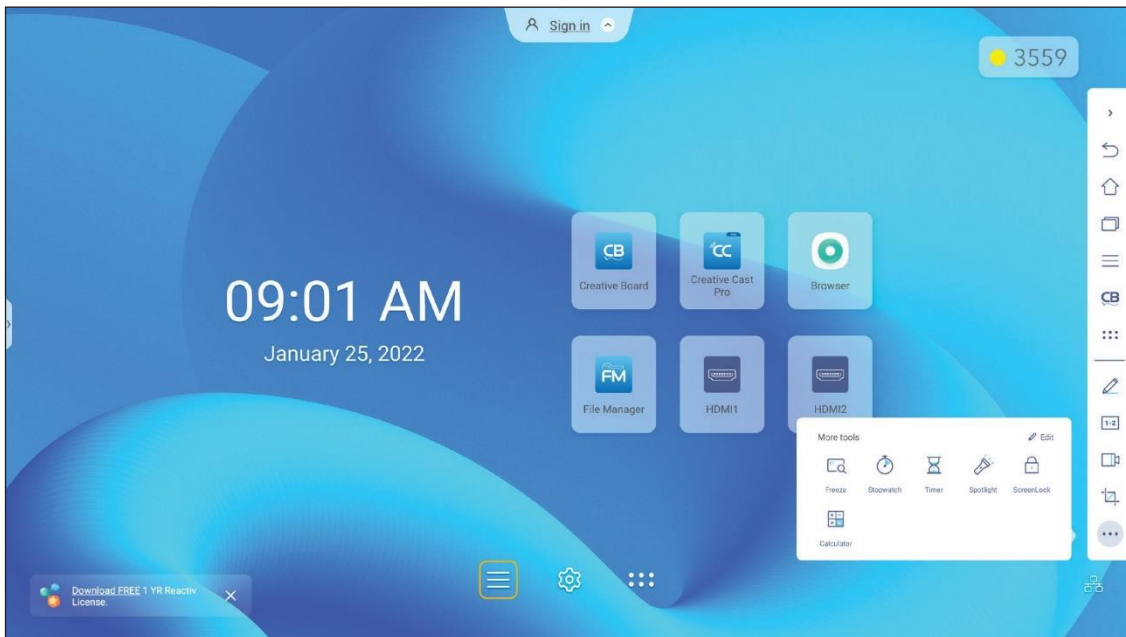 Sign in
3559
CB
Creative Board
CC
Creative Cast
Pro
Browser
09:01 AM
January 25, 2022
FM
File Manager
HDMI1
HDMI2
CB
1+2
More tools
Edit
Freeze
Stopwatch
Timer
Spotlight
ScreenLock
Calculator
Download FREE 1 YR Reactiv
License.